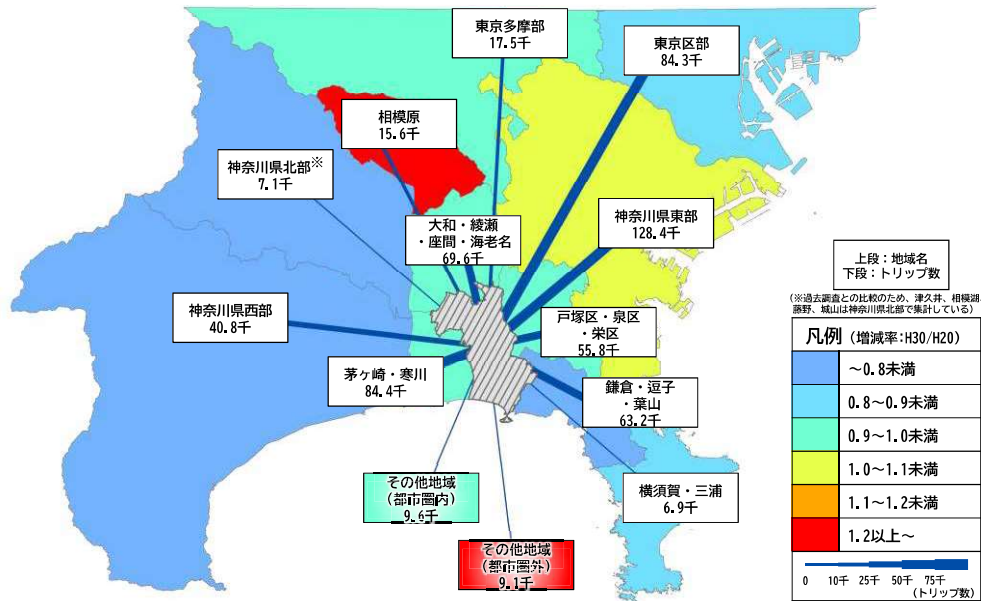 東京多摩部
17.5千
東京区部
84.3千
相模原
15.6千
神奈川県北部※
7.1千
大和・綾瀬
・座間・海老名
69.6千
神奈川県東部
128.4千
神奈川県西部
40.8千
戸塚区・泉区
・栄区
55.8千
茅ヶ崎・寒川
84.4千
鎌倉・逗子
・葉山
63.2千
その他地域
(都市圏内)
9.6千
横須賀・三浦
6.9千
その他地域
(都市圏外)
9.1千
上段:地域名
下段:トリップ数
(※過去調査との比較のため、津久井、相模湖、
藤野、城山は神奈川県北部で集計している)
凡例 (増減率:H30/H20)
~0.8未満
0.8~0.9未満
0.9~1.0未満
1.0~1.1未満
1.1~1.2未満
1.2以上~
0 10千 25千 50千 75千
(トリップ数)